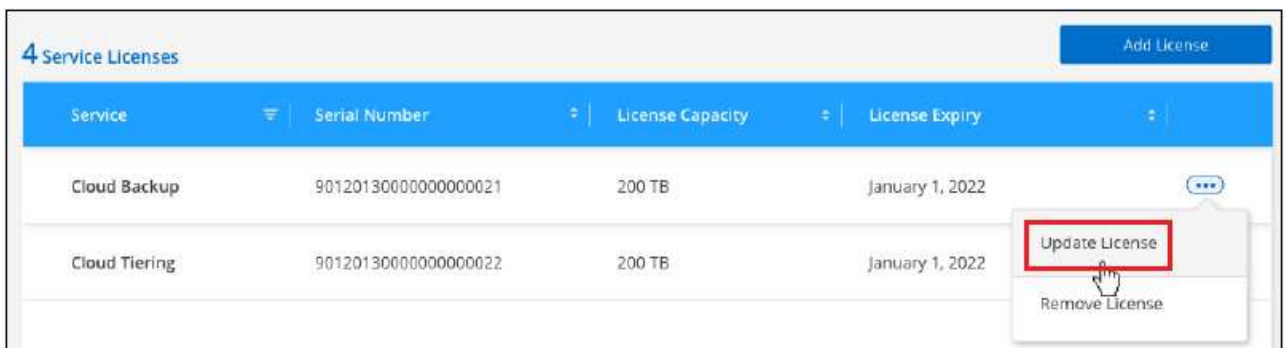 4 Service Licenses
Add License
Service Serial Number License Capacity License Expiry
Cloud Backup 90120130000000000021 200 TB January 1, 2022
Update License
Cloud Tiering 90120130000000000022 200 TB January 1, 2022
Remove License